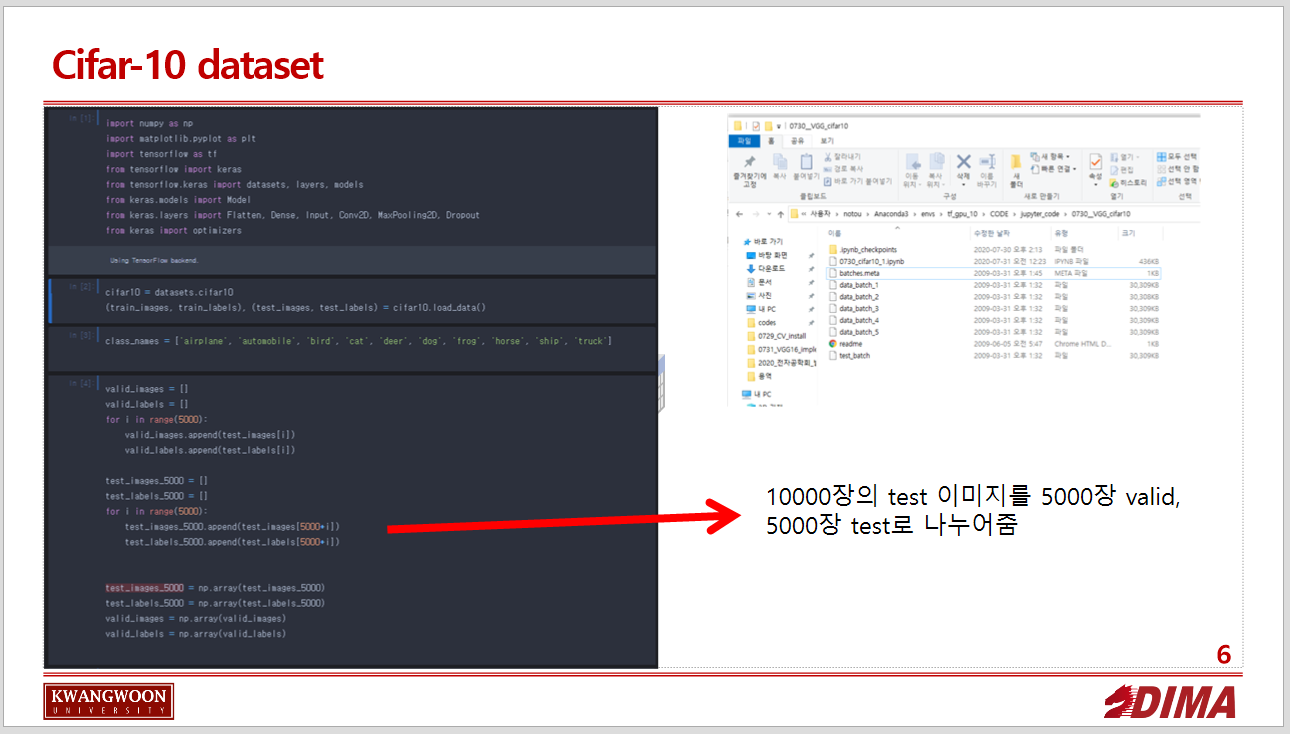 Cifar-10 dataset
In [1]:
import numpy as np
import matplotlib.pyplot as plt
import tensorflow as tf
from tensorflow import keras
from tensorflow.keras import datasets, layers, models
from keras.models import Model
from keras.layers import Flatten, Dense, Input, Conv2D, MaxPooling2D, Dropout
from keras import optimizers
Using TensorFlow backend.
In [2]:
cifar10 = datasets.cifar10
(train_images, train_labels), (test_images, test_labels) = cifar10.load_data()
In [3]:
class_names = ['airplane', 'automobile', 'bird', 'cat', 'deer', 'dog', 'frog', 'horse', 'ship', 'truck']
In [4]:
valid_images = []
valid_labels = []
for i in range(5000):
valid_images.append(test_images[i])
valid_labels.append(test_labels[i])
test_images_5000 = []
test_labels_5000 = []
for i in range(5000):
test_images_5000.append(test_images[5000+i])
test_labels_5000.append(test_labels[5000+i])
test_images_5000 = np.array(test_images_5000)
test_labels_5000 = np.array(test_labels_5000)
valid_images = np.array(valid_images)
valid_labels = np.array(valid_labels)
0730__VGG_cifar10
파일 홈 공유 보기
즐겨찾기에 고정
복사
붙여넣기
잘라내기
경로 복사
바로 가기 붙여넣기
클립보드
이동 위치
복사 위치
삭제
이름 바꾸기
구성
새 폴더
새 항목
빠른 연결
새로 만들기
속성
열기
편집
히스토리
열기
모두 선택
선택 안 함
선택 영역
선택
« 사용자 › notou › Anaconda3 › envs › tf_gpu_10 › CODE › jupyter_code › 0730__VGG_cifar10
이름 수정한 날짜 유형 크기
바로 가기
바탕 화면
다운로드
문서
사진
내 PC
codes
0729_CV_install
0731_VGG16_imple
2020_전자공학회_
용역
내 PC
.ipynb_checkpoints 2020-07-30 오후 2:13 파일 폴더
0730_cifar10_1.ipynb 2020-07-31 오전 12:23 IPYNB 파일 436KB
batches.meta 2009-03-31 오후 1:45 META 파일 1KB
data_batch_1 2009-03-31 오후 1:32 파일 30,309KB
data_batch_2 2009-03-31 오후 1:32 파일 30,308KB
data_batch_3 2009-03-31 오후 1:32 파일 30,309KB
data_batch_4 2009-03-31 오후 1:32 파일 30,309KB
data_batch_5 2009-03-31 오후 1:32 파일 30,309KB
readme 2009-06-05 오전 5:47 Chrome HTML D... 1KB
test_batch 2009-03-31 오후 1:32 파일 30,309KB
10000장의 test 이미지를 5000장 valid,
5000장 test로 나누어줌
6
KWANGWOON
UNIVERSITY
DIMA